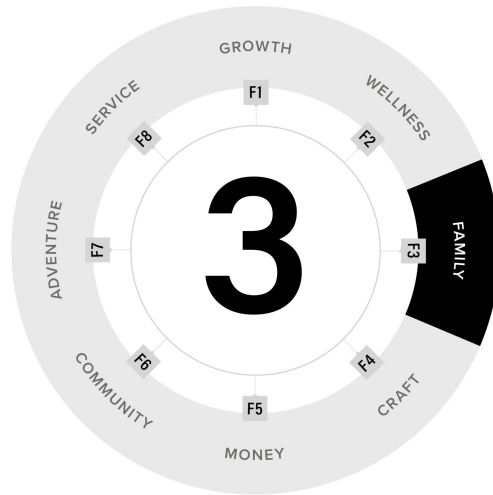 GROWTH
F1
WELLNESS
F2
FAMILY
F3
CRAFT
F4
MONEY
F5
COMMUNITY
F6
ADVENTURE
F7
SERVICE
F8
3